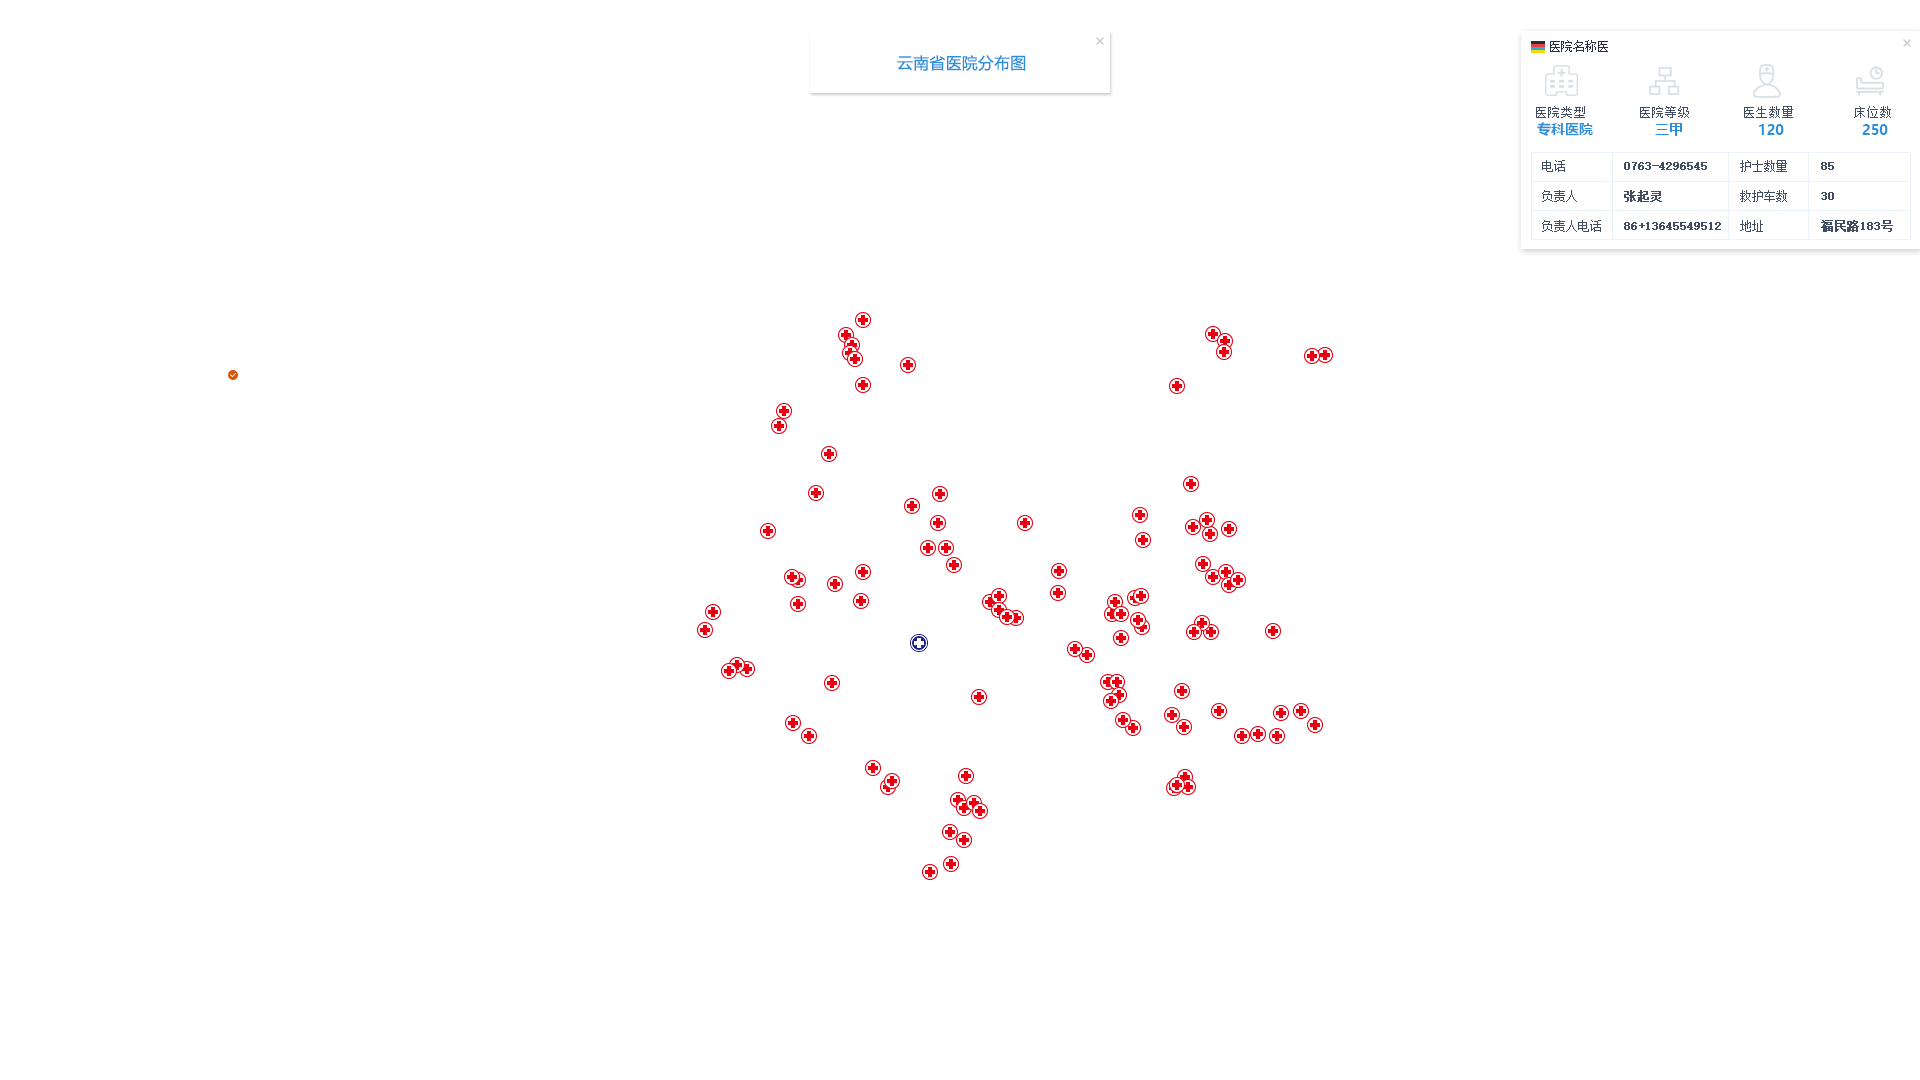 云南省医院分布图
医院名称医
医院类型 医院等级 医生数量 床位数
专科医院 三甲 120 250
电话 0763-4296545 护士数量 85
负责人 张起灵 救护车数 30
负责人电话 86+13645549512 地址 福民路183号